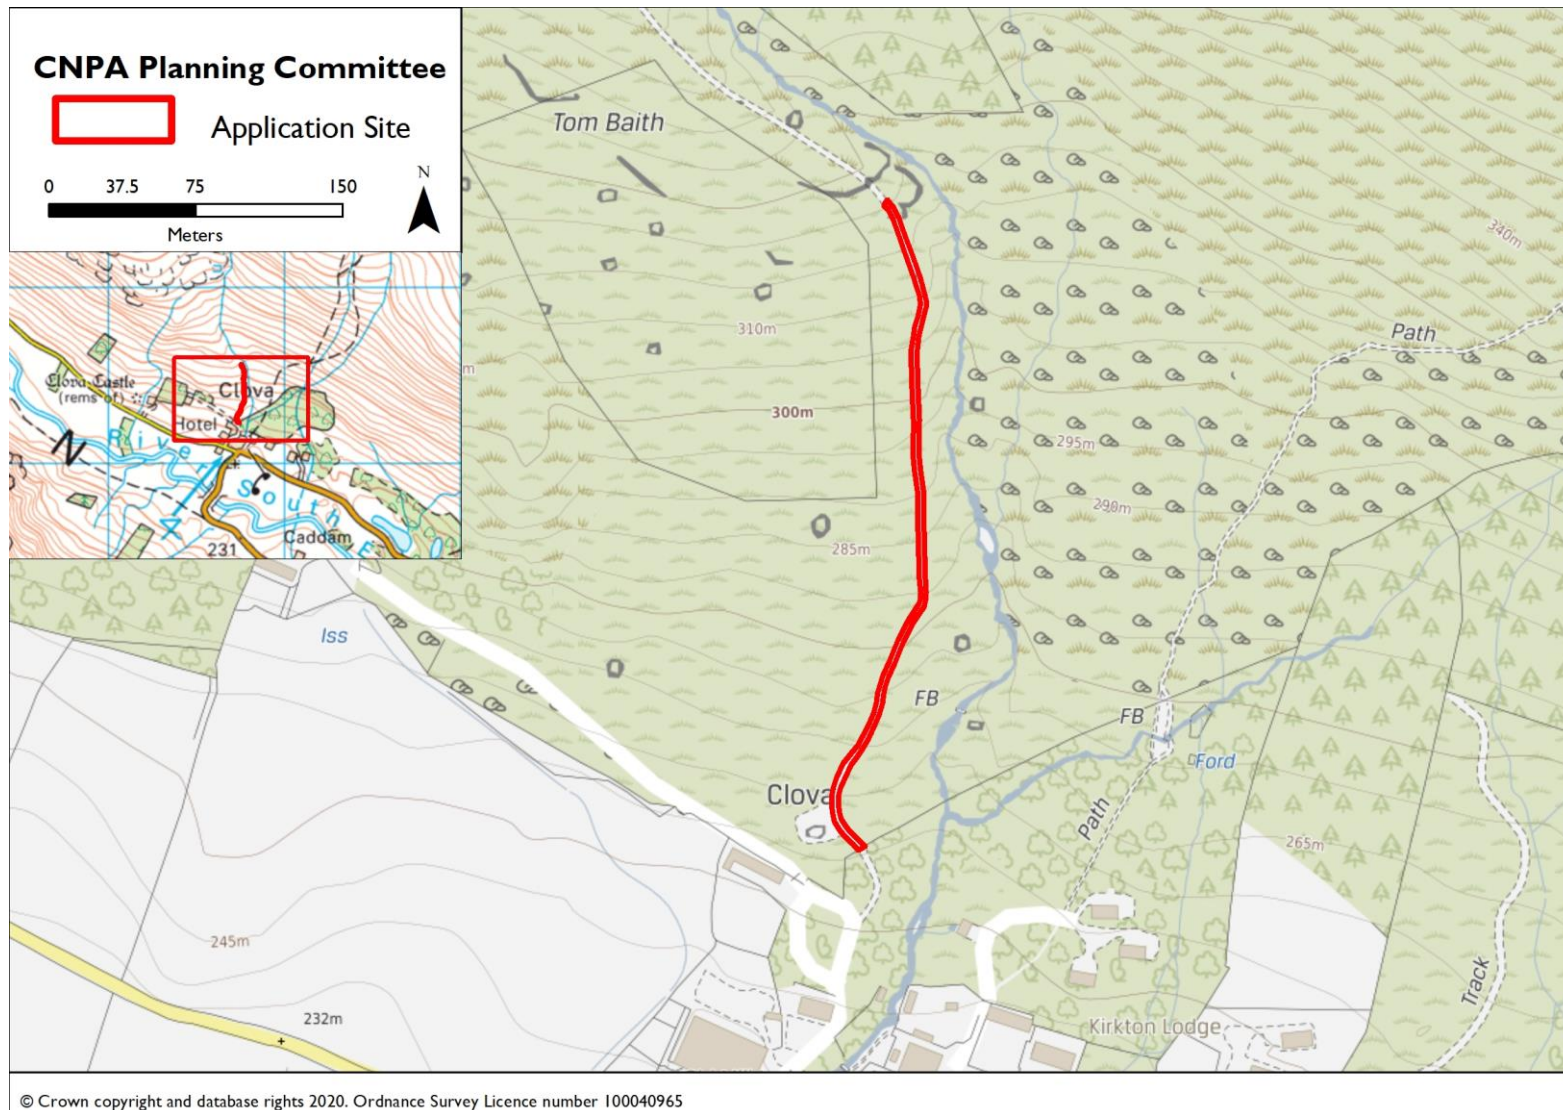 CNPA Planning Committee
Application Site
N
0 37.5 75 150
Meters
Clova Castle
(rems of)
Clova
Hotel
River South E
N
231
Caddam
Tom Baith
340m
310m
Path
m
300m
295m
290m
285m
Iss
FB
FB
Ford
Clova
Path
265m
245m
Track
232m
Kirkton Lodge
© Crown copyright and database rights 2020. Ordnance Survey Licence number 100040965